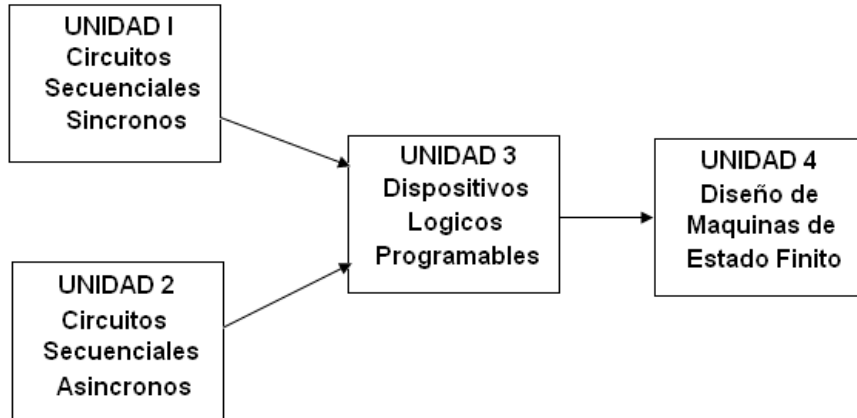 UNIDAD I
Circuitos
Secuenciales
Sincronos
UNIDAD 2
Circuitos
Secuenciales
Asincronos
UNIDAD 3
Dispositivos
Logicos
Programables
UNIDAD 4
Diseño de
Maquinas de
Estado Finito